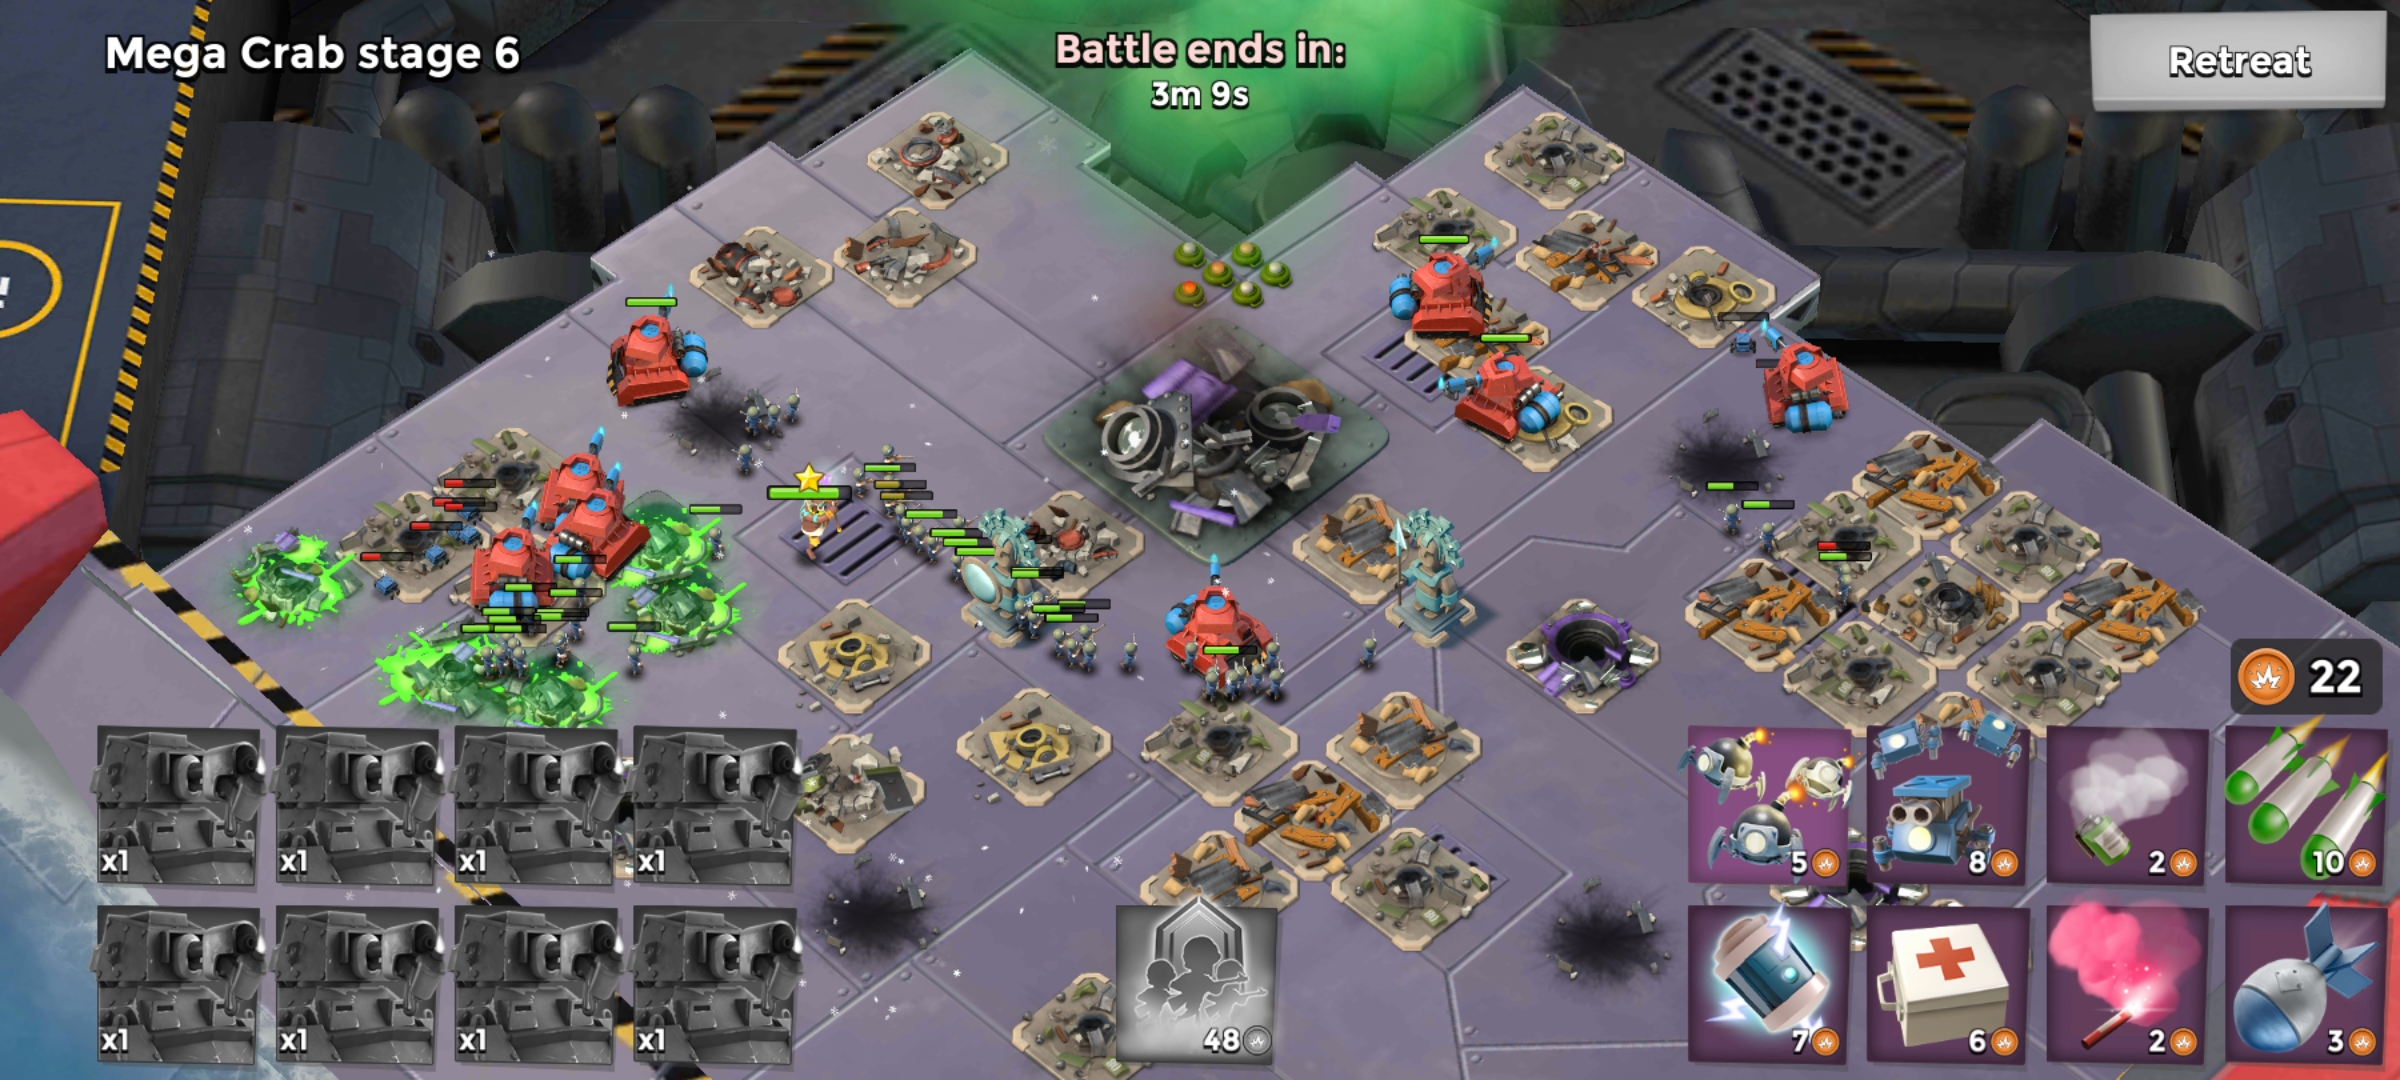 Mega Crab stage 6
Battle ends in:
3m 9s
Retreat
22
x1
x1
x1
x1
5
8
2
10
x1
x1
x1
x1
48
7
6
2
3